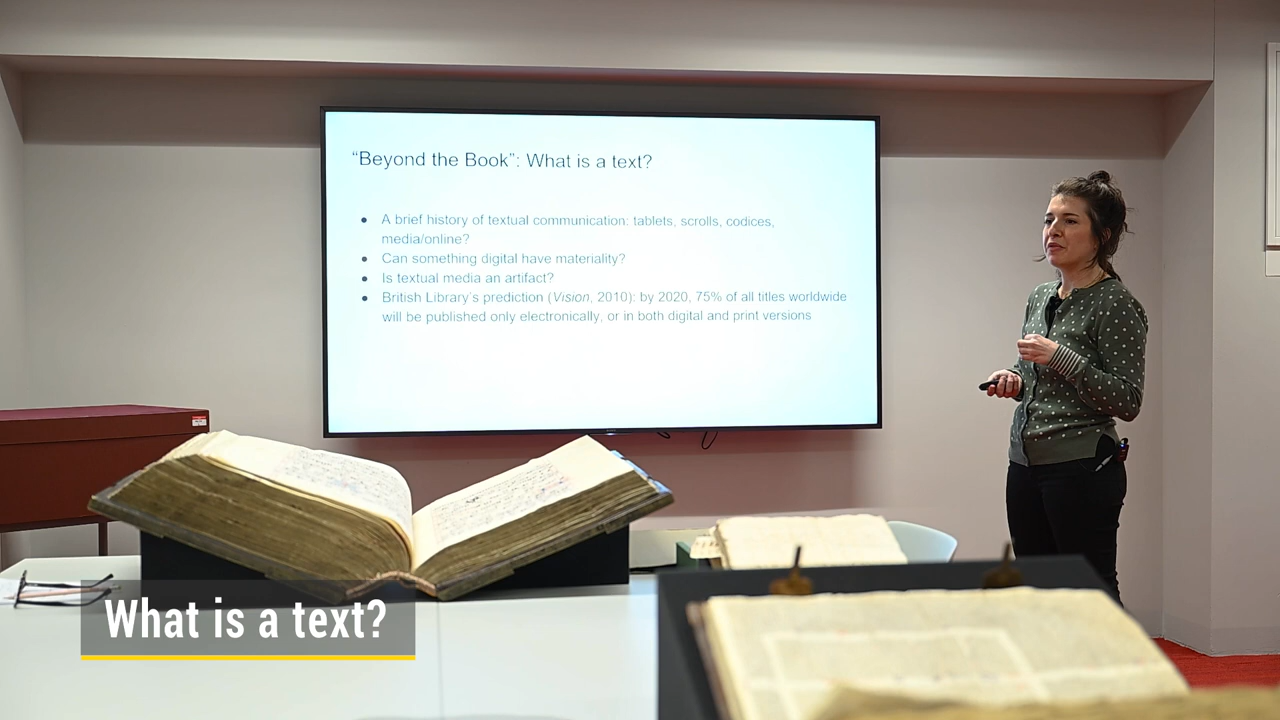 “Beyond the Book”: What is a text?
● A brief history of textual communication: tablets, scrolls, codices,
media/online?
● Can something digital have materiality?
● Is textual media an artifact?
● British Library’s prediction (Vision, 2010): by 2020, 75% of all titles worldwide
will be published only electronically, or in both digital and print versions
What is a text?